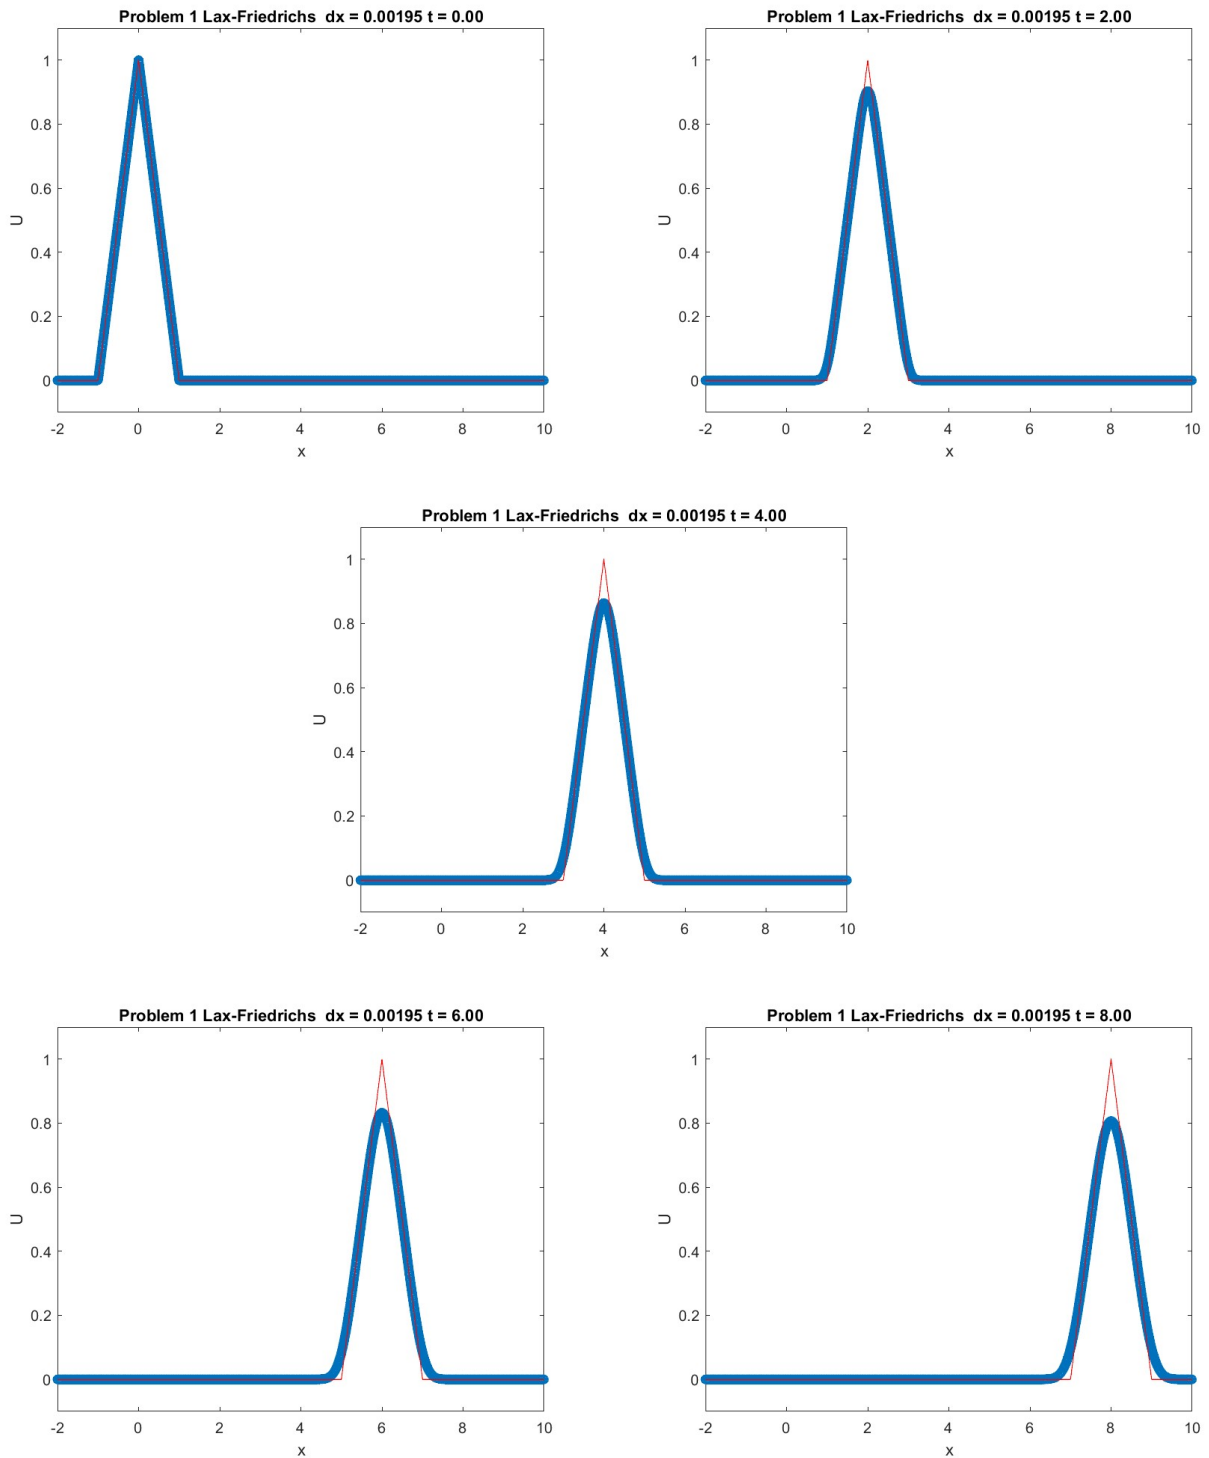 Problem 1 Lax-Friedrichs  dx = 0.00195 t = 0.00
1
0.8
0.6
U
0.4
0.2
0
-2 0 2 4 6 8 10
x
Problem 1 Lax-Friedrichs  dx = 0.00195 t = 2.00
1
0.8
0.6
U
0.4
0.2
0
-2 0 2 4 6 8 10
x
Problem 1 Lax-Friedrichs  dx = 0.00195 t = 4.00
1
0.8
0.6
U
0.4
0.2
0
-2 0 2 4 6 8 10
x
Problem 1 Lax-Friedrichs  dx = 0.00195 t = 6.00
1
0.8
0.6
U
0.4
0.2
0
-2 0 2 4 6 8 10
x
Problem 1 Lax-Friedrichs  dx = 0.00195 t = 8.00
1
0.8
0.6
U
0.4
0.2
0
-2 0 2 4 6 8 10
x